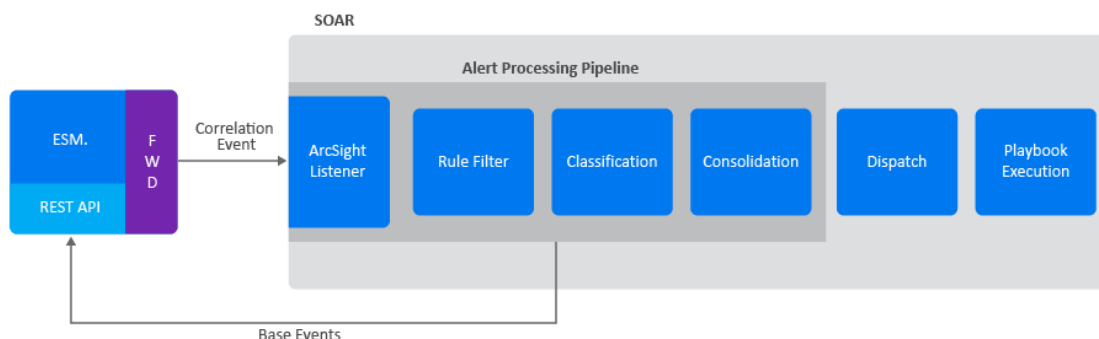 SOAR
Alert Processing Pipeline
ESM.
REST API
F
W
D
Correlation
Event
ArcSight
Listener
Rule Filter
Classification
Consolidation
Dispatch
Playbook
Execution
Base Events